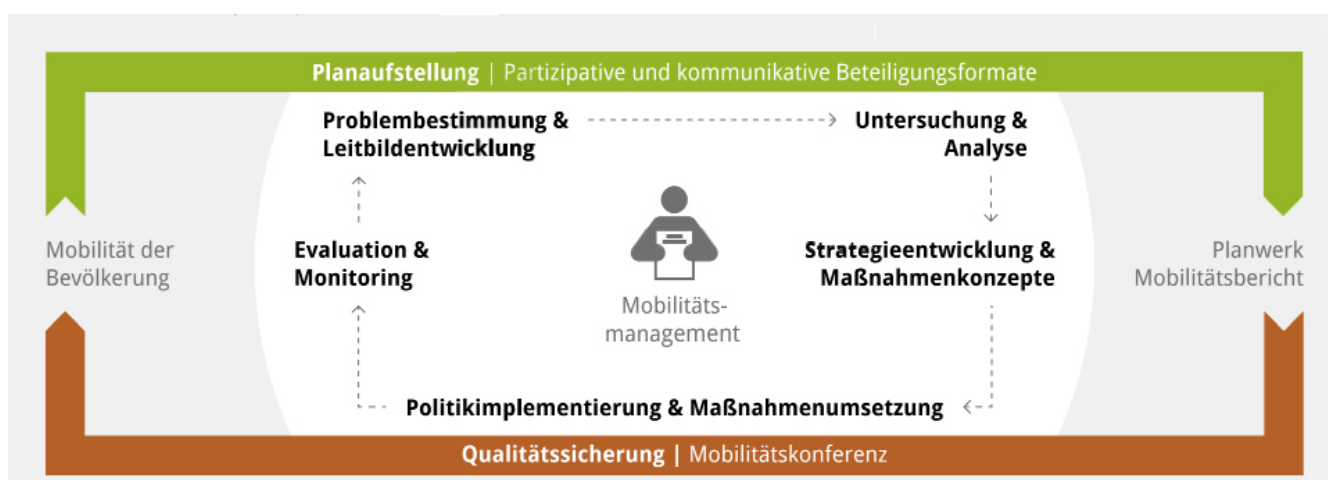 Planaufstellung | Partizipative und kommunikative Beteiligungsformate
Problembestimmung &
Leitbildentwicklung
Untersuchung &
Analyse
Mobilität der
Bevölkerung
Evaluation &
Monitoring
Strategieentwicklung &
Maßnahmenkonzepte
Planwerk
Mobilitätsbericht
Mobilitäts-
management
Politikimplementierung & Maßnahmenumsetzung
Qualitätssicherung | Mobilitätskonferenz